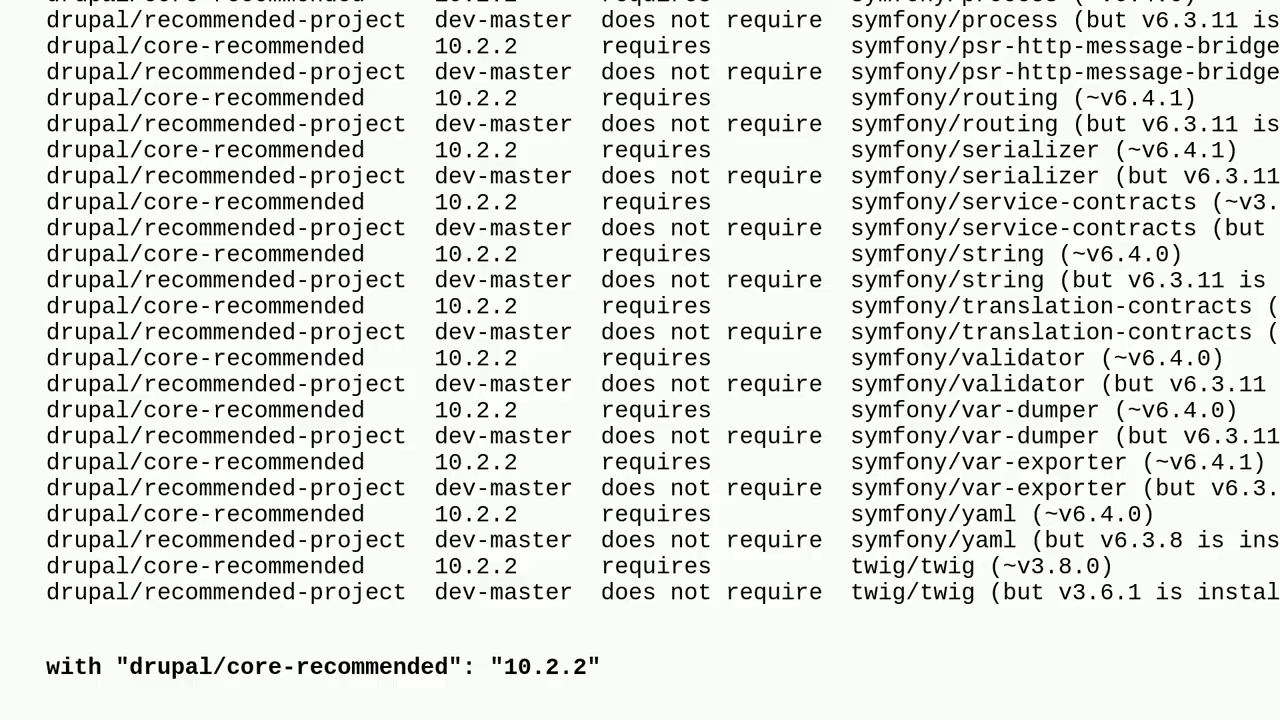 drupal/recommended-project dev-master does not require symfony/process (but v6.3.11 is
drupal/core-recommended 10.2.2 requires symfony/psr-http-message-bridge
drupal/recommended-project dev-master does not require symfony/psr-http-message-bridge
drupal/core-recommended 10.2.2 requires symfony/routing (~v6.4.1)
drupal/recommended-project dev-master does not require symfony/routing (but v6.3.11 is
drupal/core-recommended 10.2.2 requires symfony/serializer (~v6.4.1)
drupal/recommended-project dev-master does not require symfony/serializer (but v6.3.11
drupal/core-recommended 10.2.2 requires symfony/service-contracts (~v3.
drupal/recommended-project dev-master does not require symfony/service-contracts (but
drupal/core-recommended 10.2.2 requires symfony/string (~v6.4.0)
drupal/recommended-project dev-master does not require symfony/string (but v6.3.11 is
drupal/core-recommended 10.2.2 requires symfony/translation-contracts (
drupal/recommended-project dev-master does not require symfony/translation-contracts (
drupal/core-recommended 10.2.2 requires symfony/validator (~v6.4.0)
drupal/recommended-project dev-master does not require symfony/validator (but v6.3.11
drupal/core-recommended 10.2.2 requires symfony/var-dumper (~v6.4.0)
drupal/recommended-project dev-master does not require symfony/var-dumper (but v6.3.11
drupal/core-recommended 10.2.2 requires symfony/var-exporter (~v6.4.1)
drupal/recommended-project dev-master does not require symfony/var-exporter (but v6.3.
drupal/core-recommended 10.2.2 requires symfony/yaml (~v6.4.0)
drupal/recommended-project dev-master does not require symfony/yaml (but v6.3.8 is ins
drupal/core-recommended 10.2.2 requires twig/twig (~v3.8.0)
drupal/recommended-project dev-master does not require twig/twig (but v3.6.1 is instal
with "drupal/core-recommended": "10.2.2"